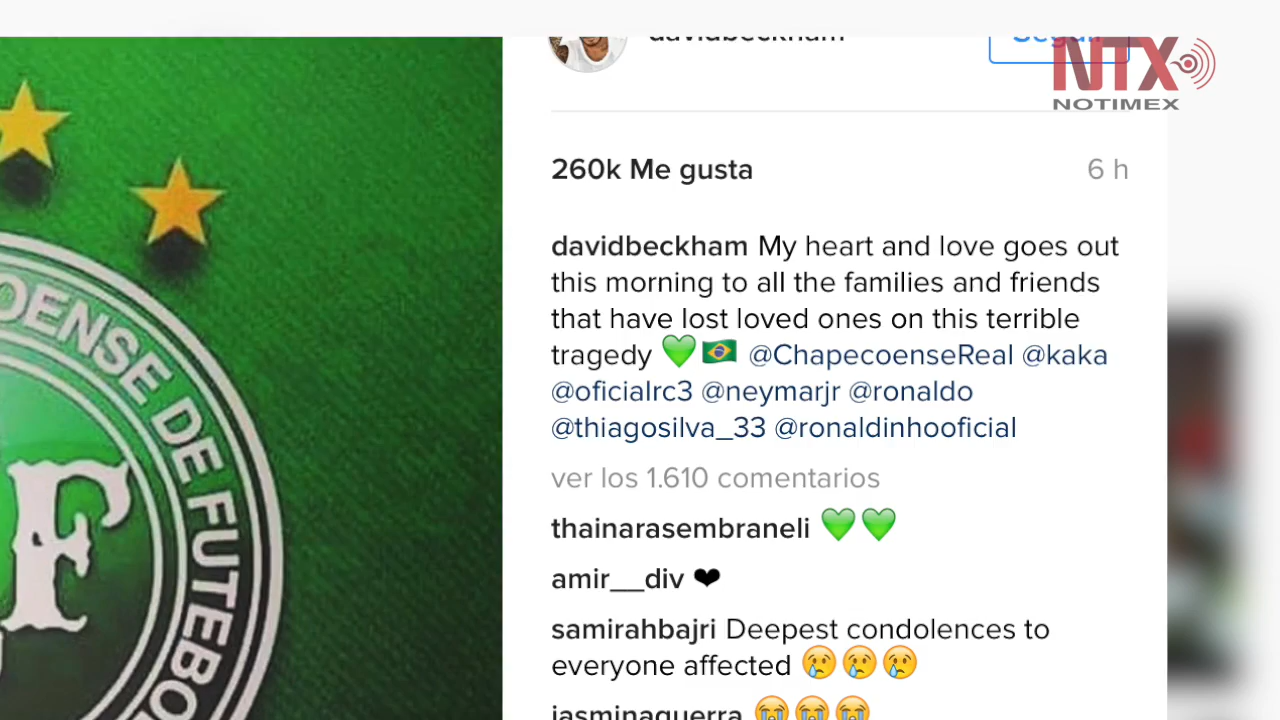 davidbeckham
Seguir
NTX
NOTIMEX
260k Me gusta
6 h
davidbeckham My heart and love goes out
this morning to all the families and friends
that have lost loved ones on this terrible
tragedy 💚🇧🇷 @ChapecoenseReal @kaka
@oficialrc3 @neymarjr @ronaldo
@thiagosilva_33 @ronaldinhooficial
ver los 1.610 comentarios
thainarasembraneli 💚💚
amir__div ❤
samirahbajri Deepest condolences to
everyone affected 😢😢😢
jasminaguerra 😭😭😭
OENSE DE FUTEBO
F